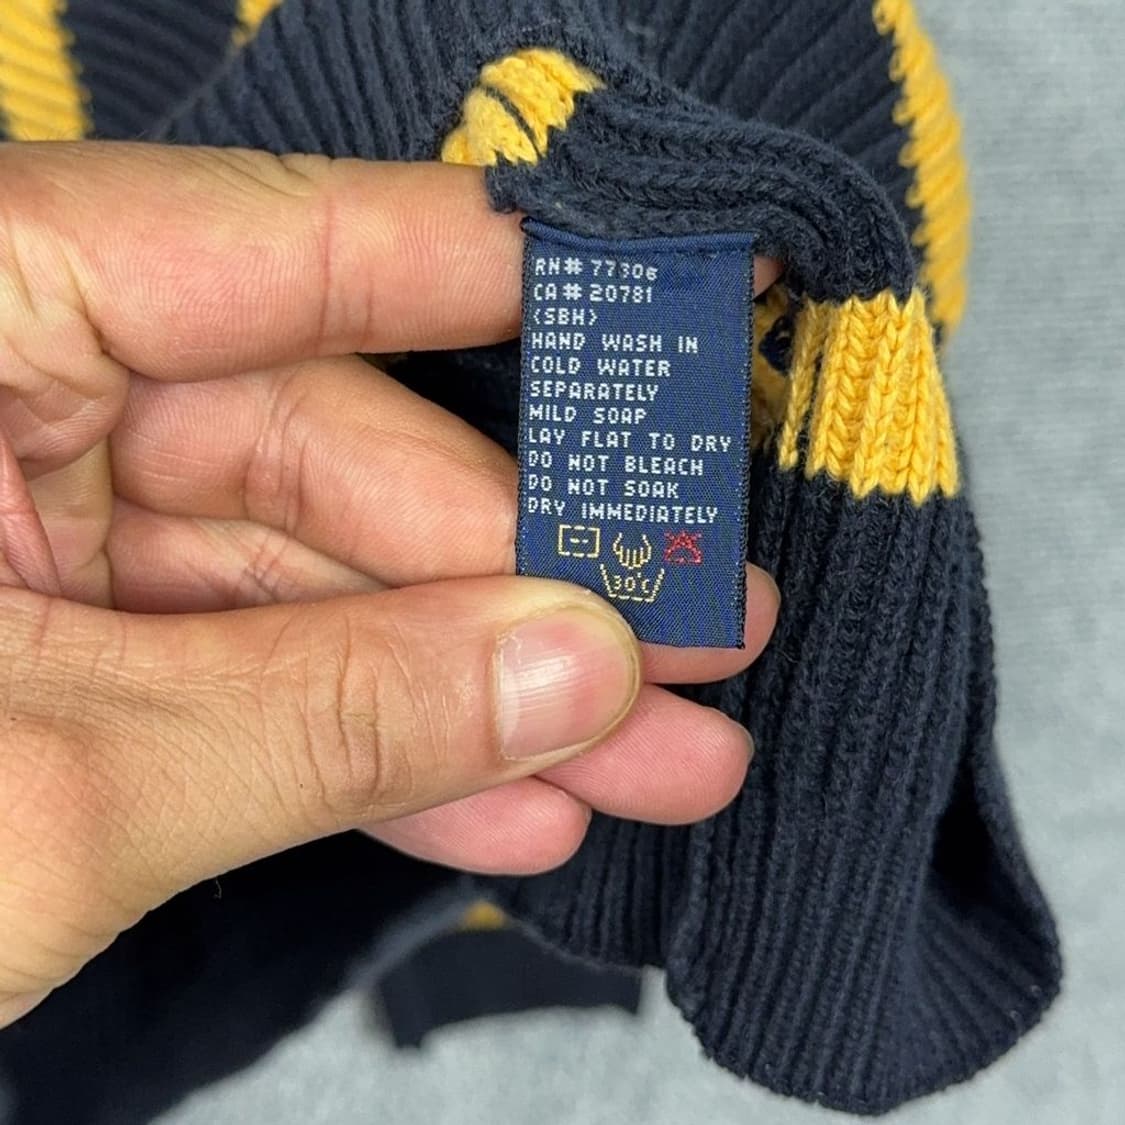 RN# 77306
CA# 20781
<SBH>
HAND WASH IN
COLD WATER
SEPARATELY
MILD SOAP
LAY FLAT TO DRY
DO NOT BLEACH
DO NOT SOAK
DRY IMMEDIATELY
30°C